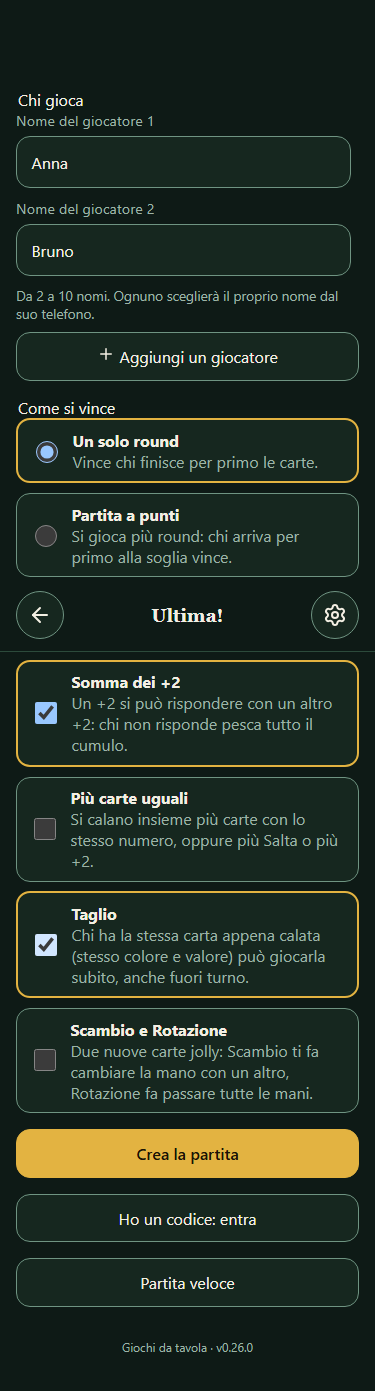 Chi gioca
Nome del giocatore 1
Anna
Nome del giocatore 2
Bruno
Da 2 a 10 nomi. Ognuno sceglierà il proprio nome dal
suo telefono.
+ Aggiungi un giocatore
Come si vince
Un solo round
Vince chi finisce per primo le carte.
Partita a punti
Si gioca più round: chi arriva per
primo alla soglia vince.
Ultima!
Somma dei +2
Un +2 si può rispondere con un altro
+2: chi non risponde pesca tutto il
cumulo.
Più carte uguali
Si calano insieme più carte con lo
stesso numero, oppure più Salta o più
+2.
Taglio
Chi ha la stessa carta appena calata
(stesso colore e valore) può giocarla
subito, anche fuori turno.
Scambio e Rotazione
Due nuove carte jolly: Scambio ti fa
cambiare la mano con un altro,
Rotazione fa passare tutte le mani.
Crea la partita
Ho un codice: entra
Partita veloce
Giochi da tavola · v0.26.0